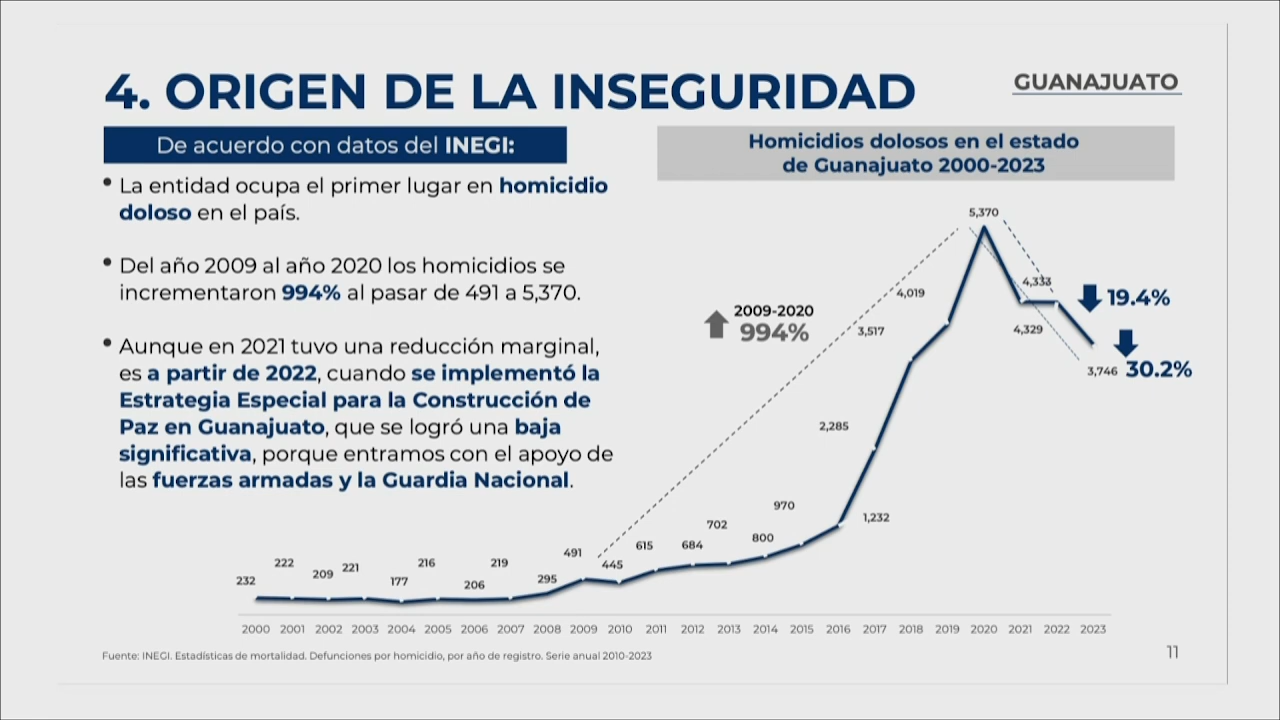 4. ORIGEN DE LA INSEGURIDAD
GUANAJUATO
De acuerdo con datos del INEGI:
• La entidad ocupa el primer lugar en homicidio
doloso en el país.
• Del año 2009 al año 2020 los homicidios se
incrementaron 994% al pasar de 491 a 5,370.
• Aunque en 2021 tuvo una reducción marginal,
es a partir de 2022, cuando se implementó la
Estrategia Especial para la Construcción de
Paz en Guanajuato, que se logró una baja
significativa, porque entramos con el apoyo de
las fuerzas armadas y la Guardia Nacional.
Homicidios dolosos en el estado
de Guanajuato 2000-2023
2009-2020
994%
232
222
209
221
177
216
206
219
295
491
445
615
684
702
800
970
1,232
2,285
3,517
4,019
5,370
4,333
4,329
3,746
19.4%
30.2%
2000 2001 2002 2003 2004 2005 2006 2007 2008 2009 2010 2011 2012 2013 2014 2015 2016 2017 2018 2019 2020 2021 2022 2023
Fuente: INEGI. Estadísticas de mortalidad. Defunciones por homicidio, por año de registro. Serie anual 2010-2023
11